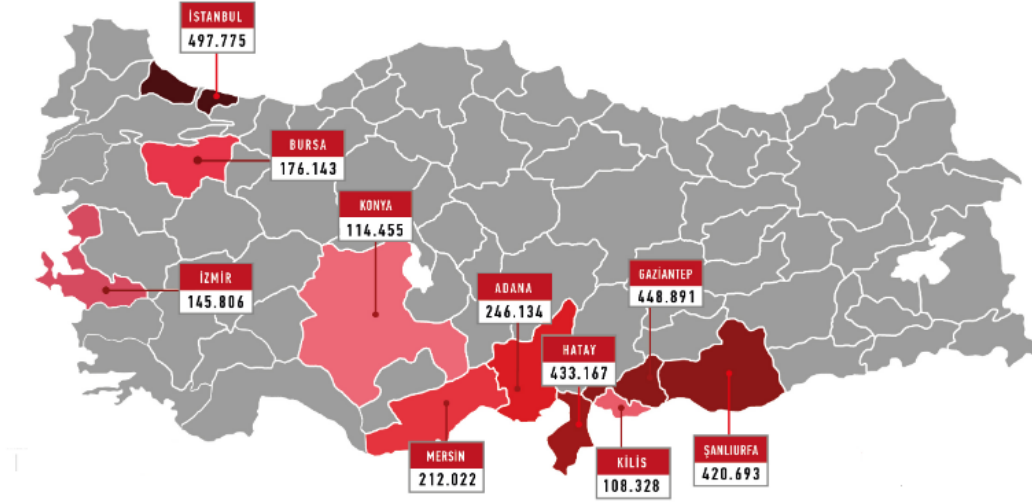 İSTANBUL
497.775
BURSA
176.143
KONYA
114.455
İZMİR
145.806
ADANA
246.134
GAZİANTEP
448.891
HATAY
433.167
MERSİN
212.022
KİLİS
108.328
ŞANLIURFA
420.693